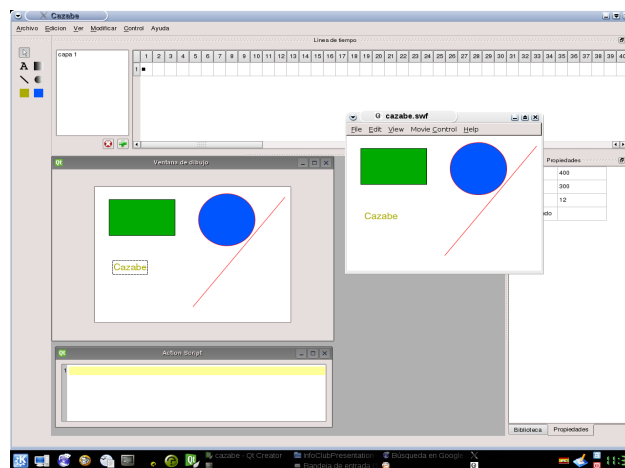 Cazabe
Archivo Edicion Ver Modificar Control Ayuda
Linea de tiempo
capa 1
1 2 3 4 5 6 7 8 9 10 11 12 13 14 15 16 17 18 19 20 21 22 23 24 25 26 27 28 29 30 31 32 33 34 35 36 37 38 39 40
1
A
cazabe.swf
File Edit View Movie Control Help
Cazabe
Ventana de dibujo
Cazabe
Propiedades
400
300
12
Action Script
1
Biblioteca Propiedades
cazabe - Qt Creator
InfoClubPresentation
Búsqueda en Google
Bandeja de entrada